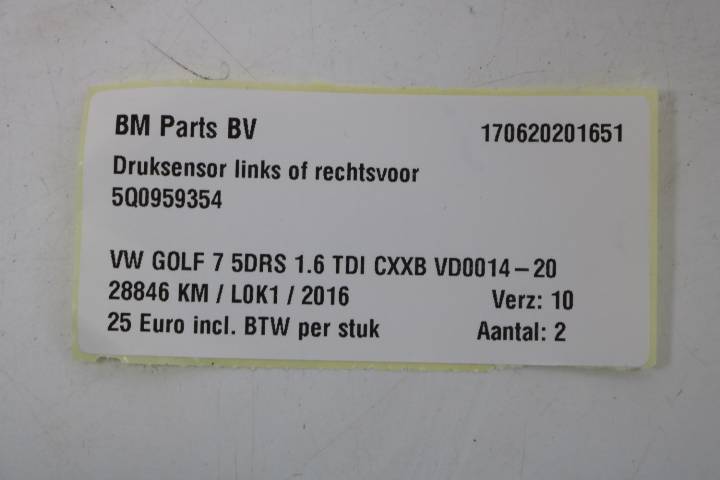 BM Parts BV 170620201651
Druksensor links of rechtsvoor
5Q0959354
VW GOLF 7 5DRS 1.6 TDI CXXB VD0014-20
28846 KM / L0K1 / 2016 Verz: 10
25 Euro incl. BTW per stuk Aantal: 2